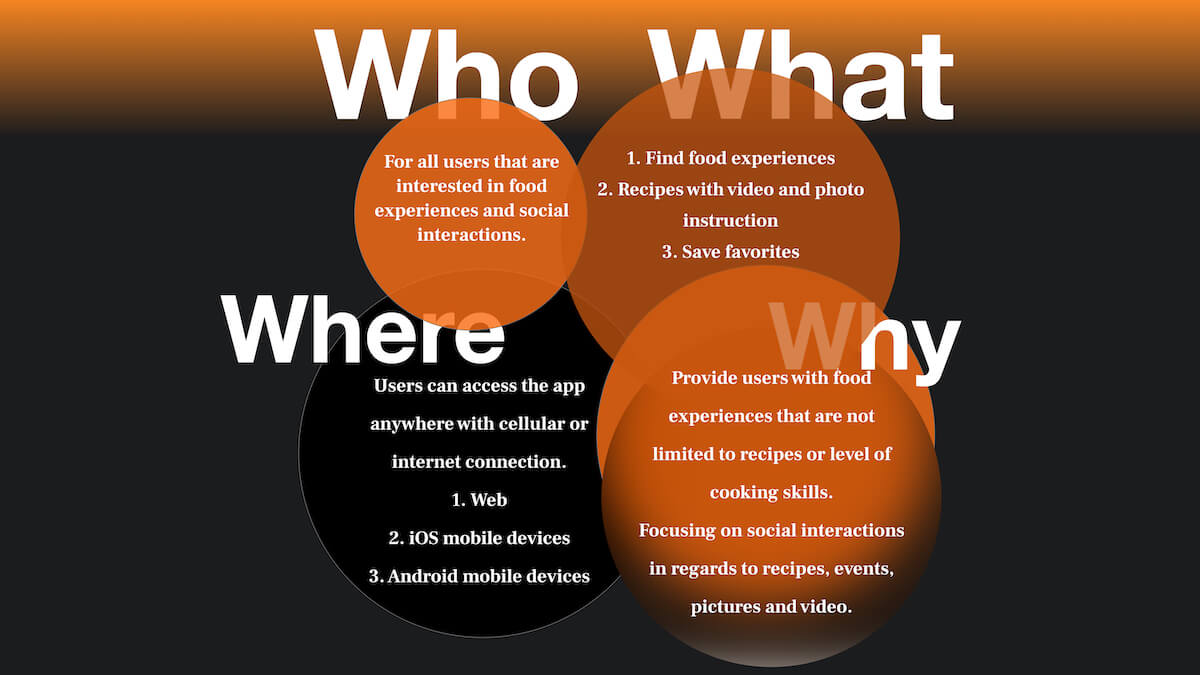 Who
For all users that are
interested in food
experiences and social
interactions.
What
1. Find food experiences
2. Recipes with video and photo
instruction
3. Save favorites
Where
Users can access the app
anywhere with cellular or
internet connection.
1. Web
2. iOS mobile devices
3. Android mobile devices
Why
Provide users with food
experiences that are not
limited to recipes or level of
cooking skills.
Focusing on social interactions
in regards to recipes, events,
pictures and video.